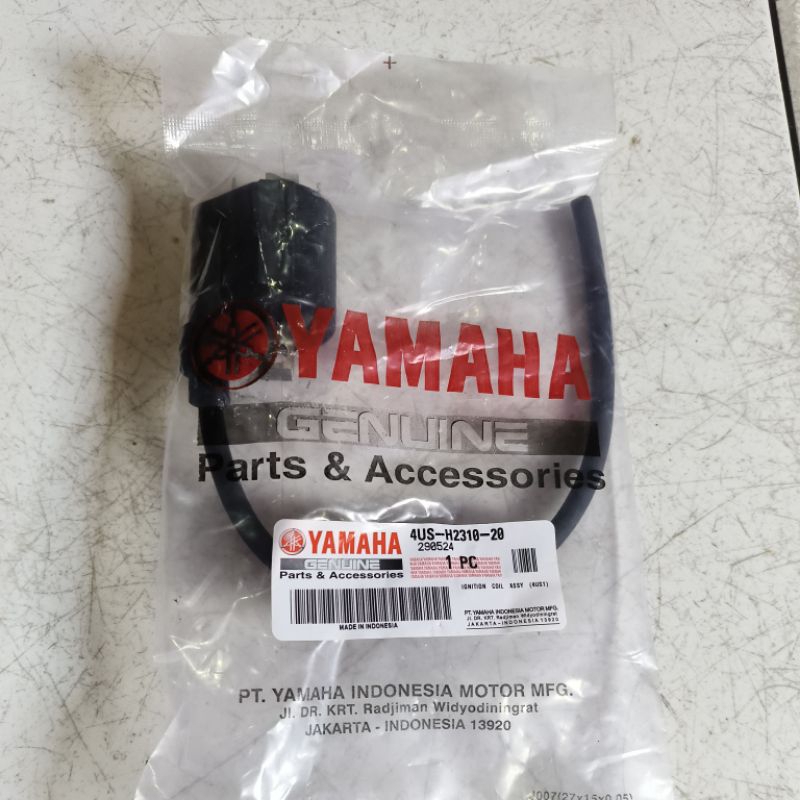 YAMAHA
GENUINE
Parts & Accessories
YAMAHA
GENUINE
Parts & Accessories
4US-H2310-20
290524
1 PC
IGNITION COIL ASSY (4US1)
MADE IN INDONESIA
PT. YAMAHA INDONESIA MOTOR MFG.
Jl. DR. KRT. Radjiman Widyodiningrat
JAKARTA - INDONESIA 13920
PT. YAMAHA INDONESIA MOTOR MFG.
Jl. DR. KRT. Radjiman Widyodiningrat
JAKARTA - INDONESIA 13920